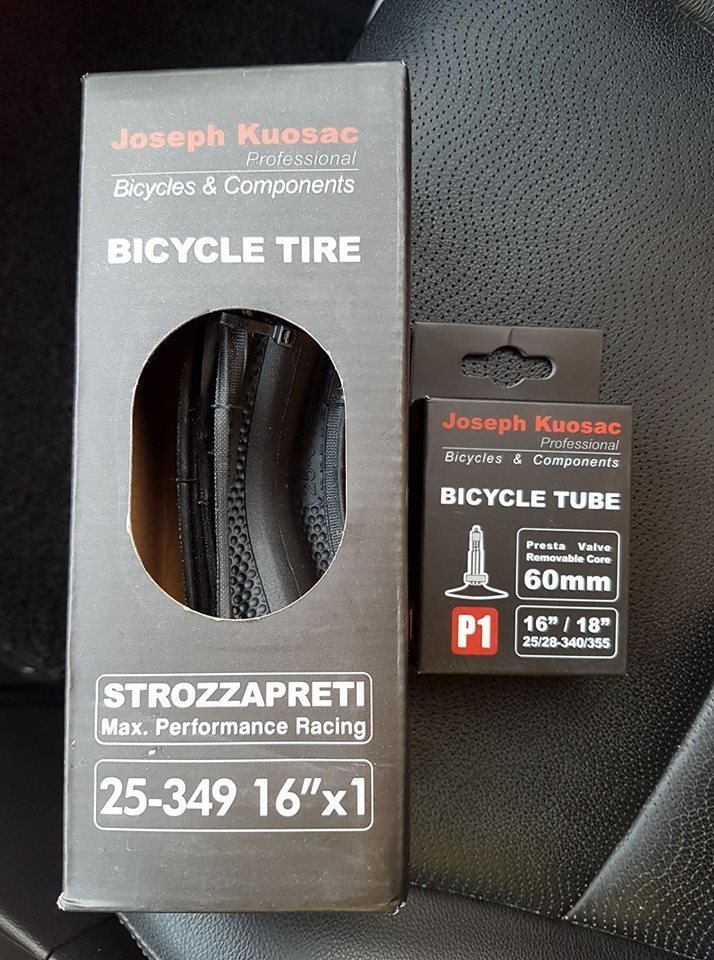 Joseph Kuosac
Professional
Bicycles & Components
BICYCLE TIRE
STROZZAPRETI
Max. Performance Racing
25-349 16”x1
Joseph Kuosac
Professional
Bicycles & Components
BICYCLE TUBE
Presta Valve
Removable Core
60mm
P1
16” / 18”
25/28-340/355